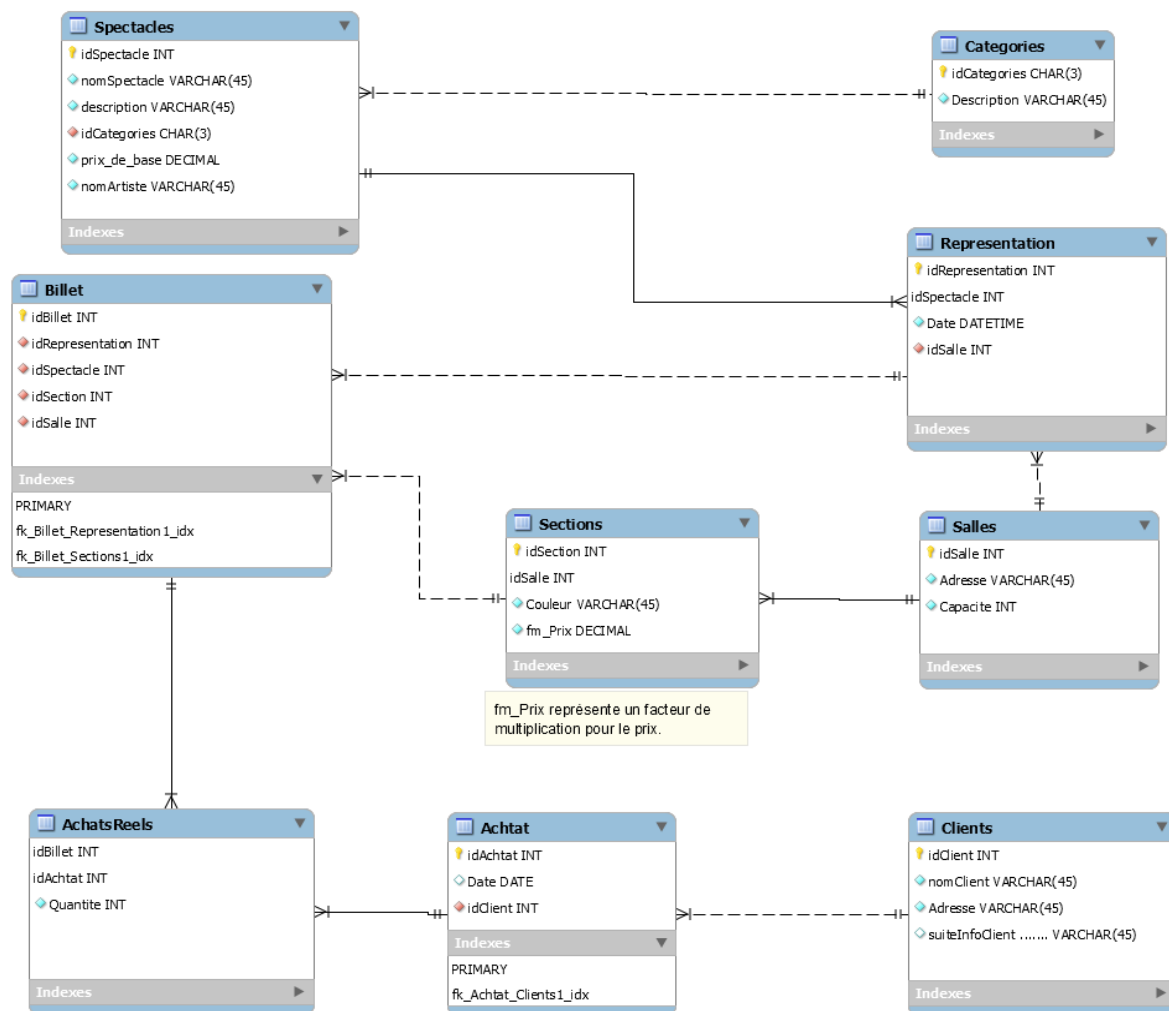 Spectacles
idSpectacle INT
nomSpectacle VARCHAR(45)
description VARCHAR(45)
idCategories CHAR(3)
prix_de_base DECIMAL
nomArtiste VARCHAR(45)
Indexes
Categories
idCategories CHAR(3)
Description VARCHAR(45)
Indexes
Representation
idRepresentation INT
idSpectacle INT
Date DATETIME
idSalle INT
Indexes
Billet
idBillet INT
idRepresentation INT
idSpectacle INT
idSection INT
idSalle INT
Indexes
PRIMARY
fk_Billet_Representation1_idx
fk_Billet_Sections1_idx
Sections
idSection INT
idSalle INT
Couleur VARCHAR(45)
fm_Prix DECIMAL
Indexes
fm_Prix représente un facteur de
multiplication pour le prix.
Salles
idSalle INT
Adresse VARCHAR(45)
Capacite INT
Indexes
AchatsReels
idBillet INT
idAchtat INT
Quantite INT
Indexes
Achtat
idAchtat INT
Date DATE
idClient INT
Indexes
PRIMARY
fk_Achtat_Clients1_idx
Clients
idClient INT
nomClient VARCHAR(45)
Adresse VARCHAR(45)
suiteInfoClient ....... VARCHAR(45)
Indexes